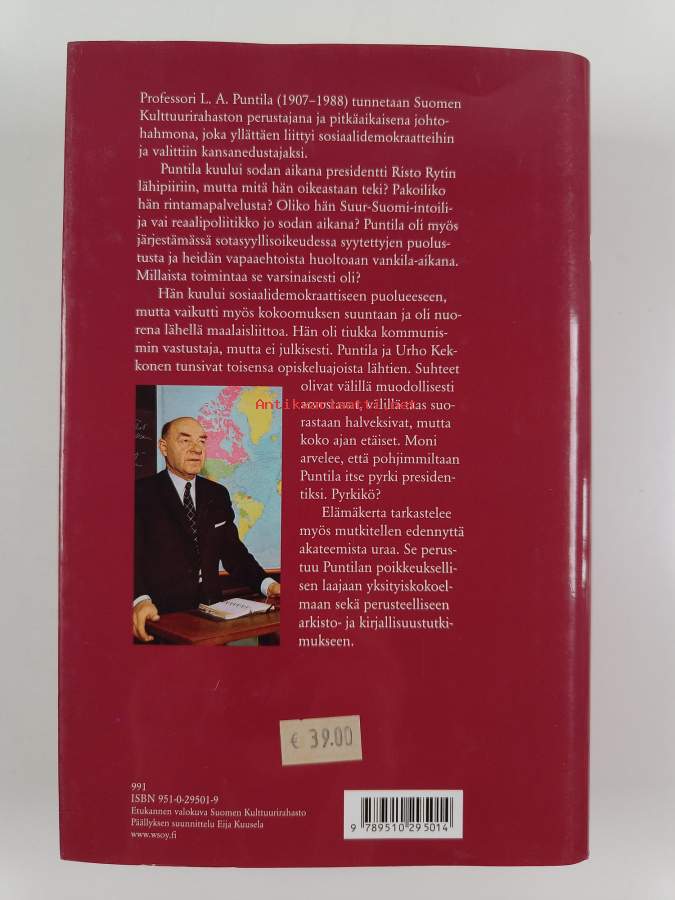 Professori L. A. Puntila (1907–1988) tunnetaan Suomen
Kulttuurirahaston perustajana ja pitkäaikaisena johto-
hahmona, joka yllättäen liittyi sosiaalidemokraatteihin
ja valittiin kansanedustajaksi.
Puntila kuului sodan aikana presidentti Risto Rytin
lähipiiriin, mutta mitä hän oikeastaan teki? Pakoiliko
hän rintamapalvelusta? Oliko hän Suur-Suomi-intoili-
ja vai reaalipoliitikko jo sodan aikana? Puntila oli myös
järjestämässä sotasyyllisoikeudessa syytettyjen puolus-
tusta ja heidän vapaaehtoista huoltoaan vankila-aikana.
Millaista toimintaa se varsinaisesti oli?
Hän kuului sosiaalidemokraattiseen puolueeseen,
mutta vaikutti myös kokoomuksen suuntaan ja oli nuo-
rena lähellä maalaisliittoa. Hän oli tiukka kommunis-
min vastustaja, mutta ei julkisesti. Puntila ja Urho Kek-
konen tunsivat toisensa opiskeluajoista lähtien. Suhteet
olivat välillä muodollisesti
Antikvariaatti.net
suorastaan halveksivat, mutta
koko ajan etäiset. Moni
arvelee, että pohjimmiltaan
Puntila itse pyrki presiden-
tiksi. Pyrkikö?
Elämäkerta tarkastelee
myös mutkitellen edennyttä
akateemista uraa. Se perus-
tuu Puntilan poikkeukselli-
sen laajaan yksityiskokoel-
maan sekä perusteelliseen
arkisto- ja kirjallisuustutki-
mukseen.
€ 39.00
991
ISBN 951-0-29501-9
Etukannen valokuva Suomen Kulttuurirahasto
Päällyksen suunnittelu Eija Kuusela
www.wsoy.fi
9 789510 295014